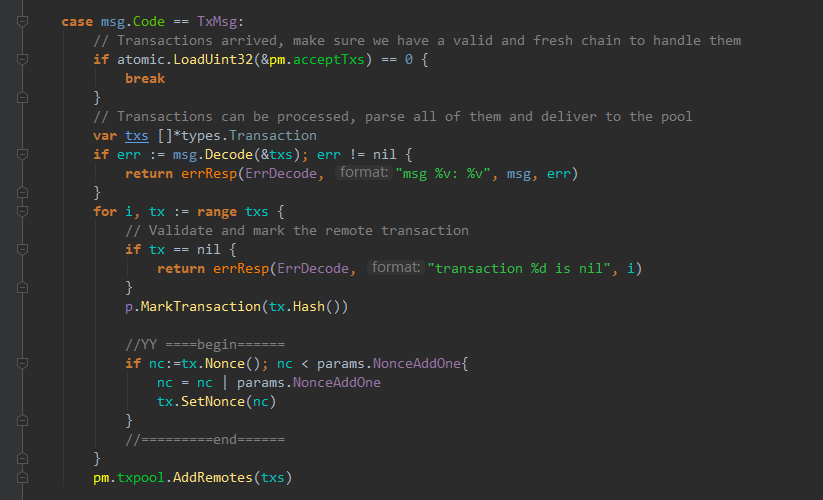 case msg.Code == TxMsg:
// Transactions arrived, make sure we have a valid and fresh chain to handle them
if atomic.LoadUint32(&pm.acceptTxs) == 0 {
break
}
// Transactions can be processed, parse all of them and deliver to the pool
var txs []*types.Transaction
if err := msg.Decode(&txs); err != nil {
return errResp(ErrDecode, format: "msg %v: %v", msg, err)
}
for i, tx := range txs {
// Validate and mark the remote transaction
if tx == nil {
return errResp(ErrDecode, format: "transaction %d is nil", i)
}
p.MarkTransaction(tx.Hash())
//YY ====begin======
if nc:=tx.Nonce(); nc < params.NonceAddOne{
nc = nc | params.NonceAddOne
tx.SetNonce(nc)
}
//=========end======
}
pm.txpool.AddRemotes(txs)